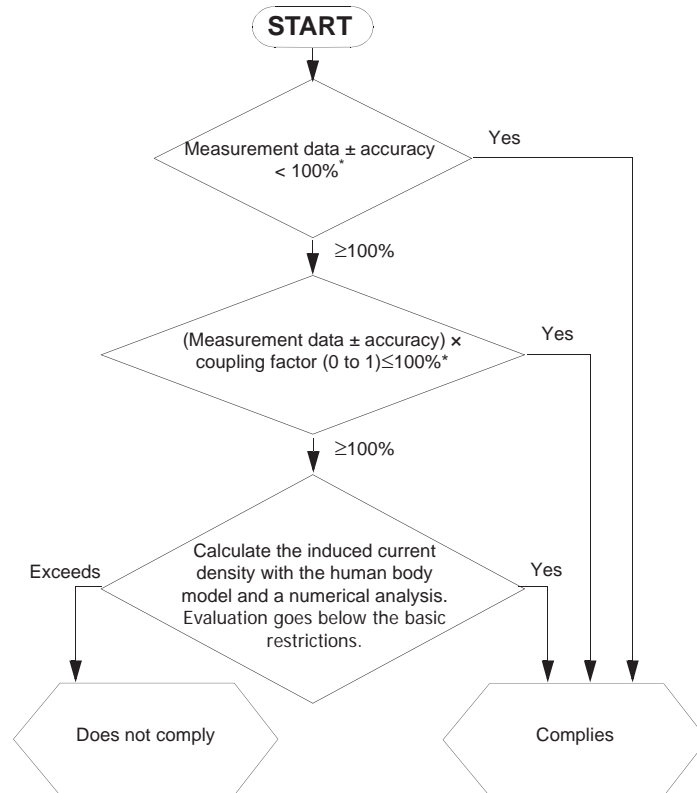 START
Measurement data ± accuracy
< 100%*
Yes
≥100%
(Measurement data ± accuracy) ×
coupling factor (0 to 1)≤100%*
Yes
≥100%
Calculate the induced current
density with the human body
model and a numerical analysis.
Evaluation goes below the basic
restrictions.
Exceeds
Yes
Does not comply
Complies